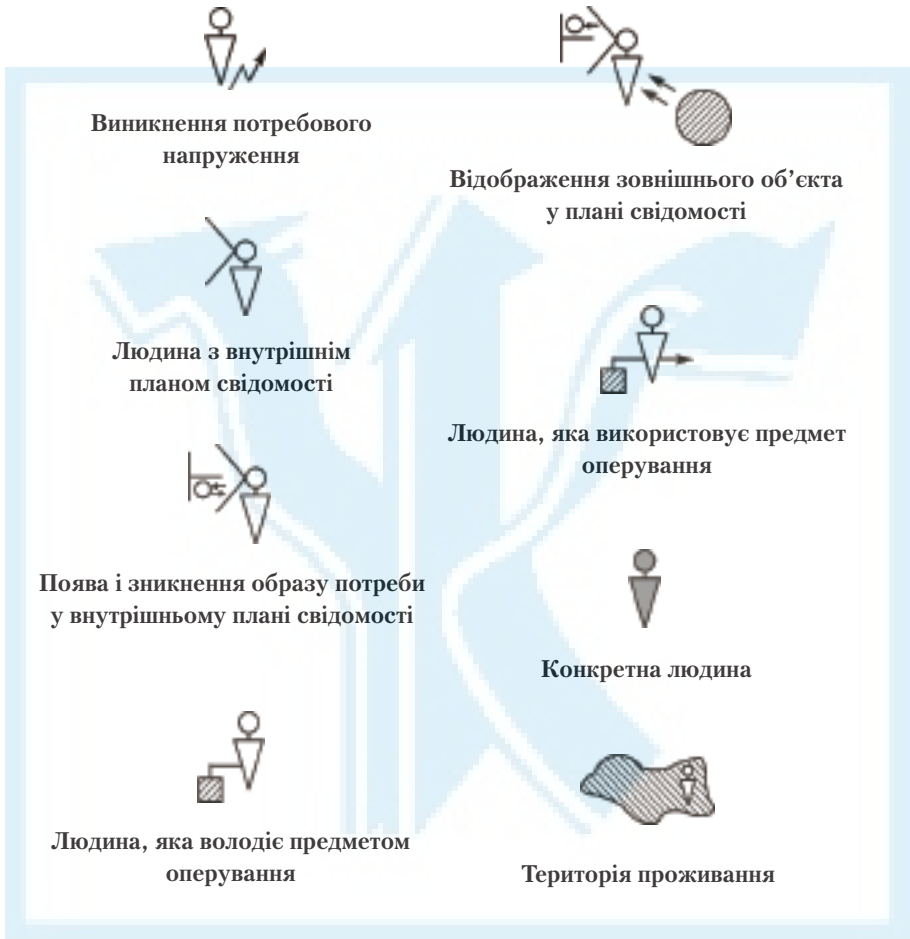 Виникнення потребового
напруження
Людина з внутрішнім
планом свідомості
Поява і зникнення образу потреби
у внутрішньому плані свідомості
Людина, яка володіє предметом
оперування
Відображення зовнішнього об’єкта
у плані свідомості
Людина, яка використовує предмет
оперування
Конкретна людина
Територія проживання